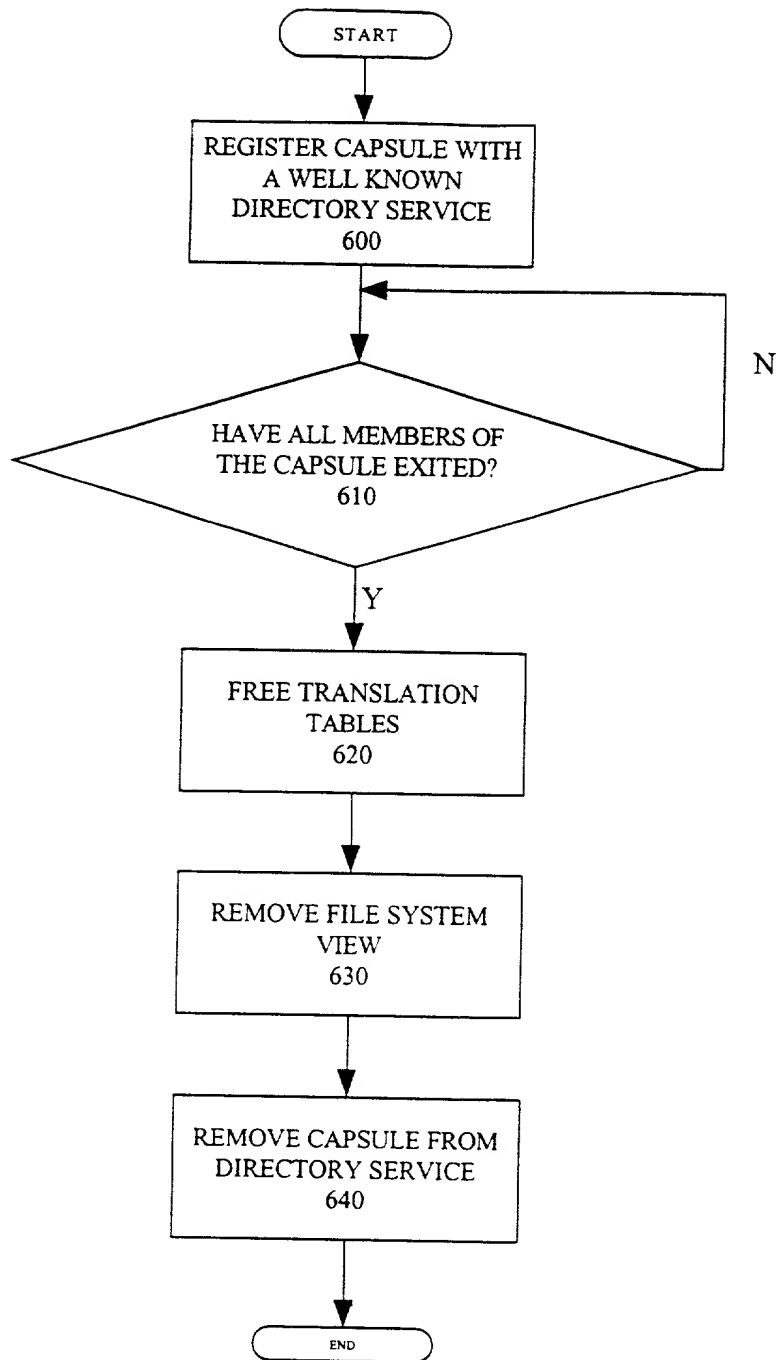 START
REGISTER CAPSULE WITH
A WELL KNOWN
DIRECTORY SERVICE
600
N
HAVE ALL MEMBERS OF
THE CAPSULE EXITED?
610
Y
FREE TRANSLATION
TABLES
620
REMOVE FILE SYSTEM
VIEW
630
REMOVE CAPSULE FROM
DIRECTORY SERVICE
640
END